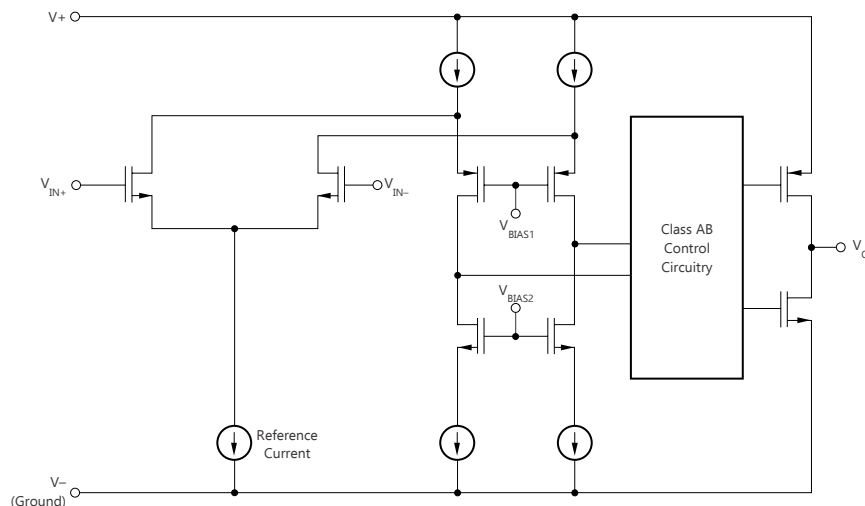 V+
VIN+
VIN–
VBIAS1
Class AB
Control
Circuitry
VBIAS2
Reference
Current
V–
(Ground)